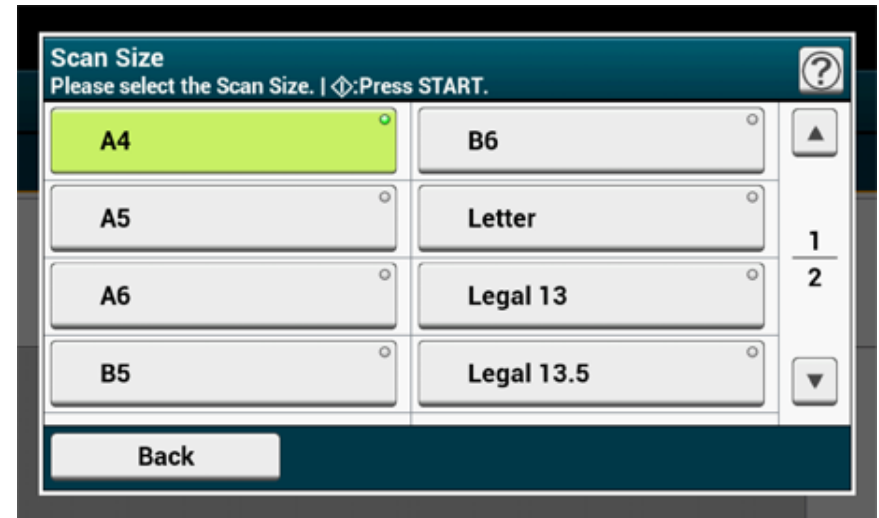 Scan Size
Please select the Scan Size. | :Press START.
?
A4
B6
A5
Letter
1
2
A6
Legal 13
B5
Legal 13.5
Back